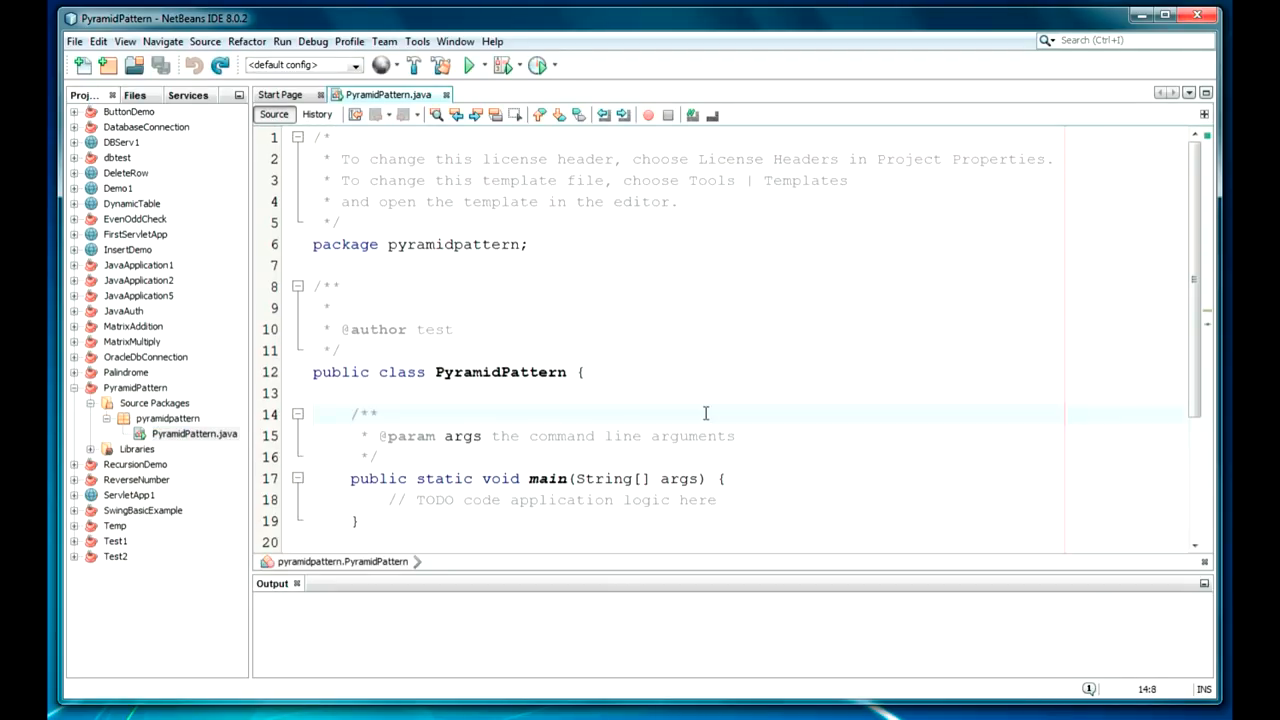 PyramidPattern - NetBeans IDE 8.0.2
File Edit View Navigate Source Refactor Run Debug Profile Team Tools Window Help
Search (Ctrl+I)
<default config>
Proj... Files Services
Start Page PyramidPattern.java
Source History
ButtonDemo
DatabaseConnection
DBServ1
dbtest
DeleteRow
Demo1
DynamicTable
EvenOddCheck
FirstServletApp
InsertDemo
JavaApplication1
JavaApplication2
JavaApplication5
JavaAuth
MatrixAddition
MatrixMultiply
OracleDbConnection
Palindrome
PyramidPattern
Source Packages
pyramidpattern
PyramidPattern.java
Libraries
RecursionDemo
ReverseNumber
ServletApp1
SwingBasicExample
Temp
Test1
Test2
1 /*
2 * To change this license header, choose License Headers in Project Properties.
3 * To change this template file, choose Tools | Templates
4 * and open the template in the editor.
5 */
6 package pyramidpattern;
7
8 /**
9 *
10 * @author test
11 */
12 public class PyramidPattern {
13
14 /**
15 * @param args the command line arguments
16 */
17 public static void main(String[] args) {
18 // TODO code application logic here
19 }
20
pyramidpattern.PyramidPattern
Output
1 14:8 INS